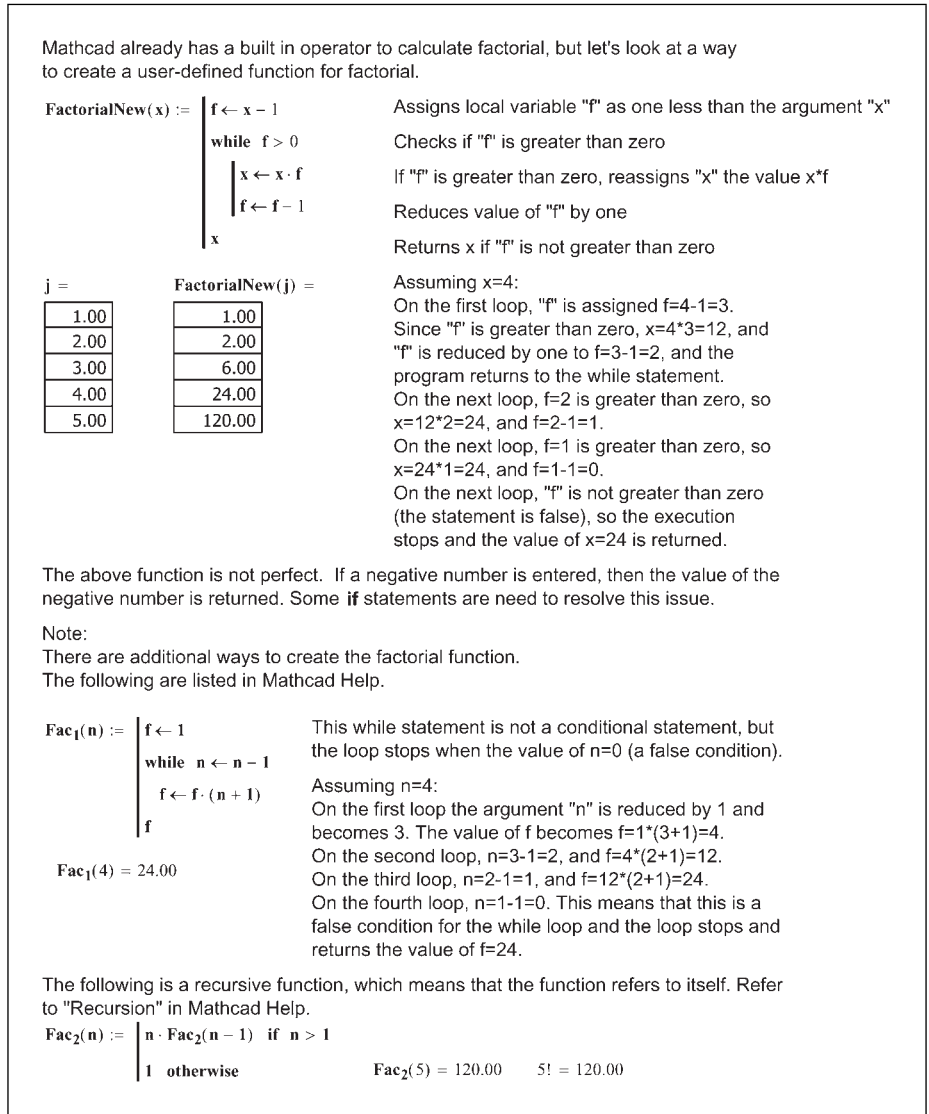 Mathcad already has a built in operator to calculate factorial, but let's look at a way
to create a user-defined function for factorial.
FactorialNew(x) := f ← x − 1
Assigns local variable "f" as one less than the argument "x"
while f > 0
Checks if "f" is greater than zero
x ← x · f
If "f" is greater than zero, reassigns "x" the value x*f
f ← f − 1
Reduces value of "f" by one
x
Returns x if "f" is not greater than zero
j =
1.00
2.00
3.00
4.00
5.00
FactorialNew(j) =
1.00
2.00
6.00
24.00
120.00
Assuming x=4:
On the first loop, "f" is assigned f=4-1=3.
Since "f" is greater than zero, x=4*3=12, and
"f" is reduced by one to f=3-1=2, and the
program returns to the while statement.
On the next loop, f=2 is greater than zero, so
x=12*2=24, and f=2-1=1.
On the next loop, f=1 is greater than zero, so
x=24*1=24, and f=1-1=0.
On the next loop, "f" is not greater than zero
(the statement is false), so the execution
stops and the value of x=24 is returned.
The above function is not perfect. If a negative number is entered, then the value of the
negative number is returned. Some if statements are need to resolve this issue.
Note:
There are additional ways to create the factorial function.
The following are listed in Mathcad Help.
Fac₁(n) := f ← 1
while n ← n − 1
f ← f · (n + 1)
f
Fac₁(4) = 24.00
This while statement is not a conditional statement, but
the loop stops when the value of n=0 (a false condition).
Assuming n=4:
On the first loop the argument "n" is reduced by 1 and
becomes 3. The value of f becomes f=1*(3+1)=4.
On the second loop, n=3-1=2, and f=4*(2+1)=12.
On the third loop, n=2-1=1, and f=12*(2+1)=24.
On the fourth loop, n=1-1=0. This means that this is a
false condition for the while loop and the loop stops and
returns the value of f=24.
The following is a recursive function, which means that the function refers to itself. Refer
to "Recursion" in Mathcad Help.
Fac₂(n) := n · Fac₂(n − 1) if n > 1
1 otherwise
Fac₂(5) = 120.00 5! = 120.00